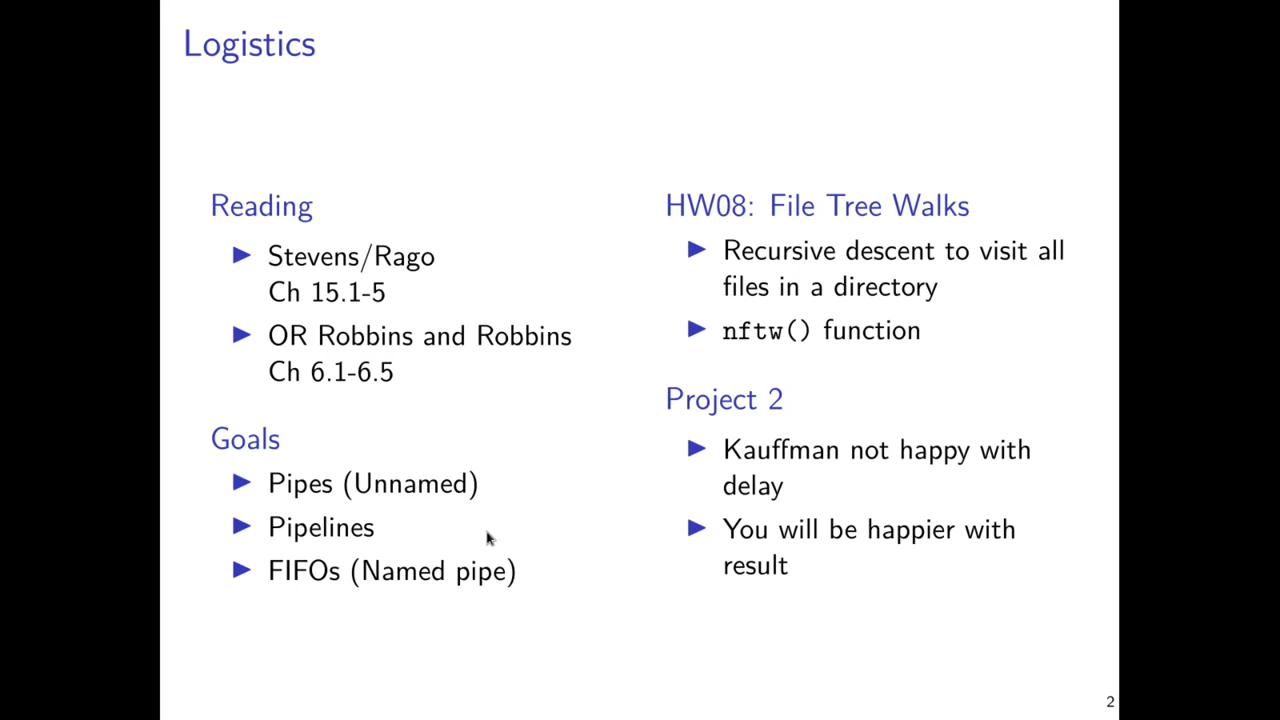 Logistics
Reading
Stevens/Rago
Ch 15.1-5
OR Robbins and Robbins
Ch 6.1-6.5
Goals
Pipes (Unnamed)
Pipelines
FIFOs (Named pipe)
HW08: File Tree Walks
Recursive descent to visit all
files in a directory
nftw() function
Project 2
Kauffman not happy with
delay
You will be happier with
result
2